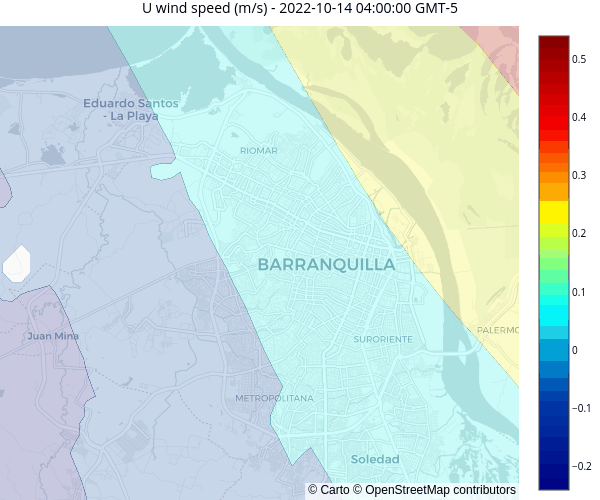 U wind speed (m/s) - 2022-10-14 04:00:00 GMT-5
0.5
Eduardo Santos
- La Playa
0.4
RIOMAR
0.3
0.2
BARRANQUILLA
0.1
Juan Mina
SURORIENTE
PALERMO
0
METROPOLITANA
−0.1
Soledad
−0.2
© Carto © OpenStreetMap contributors